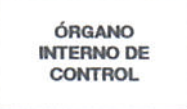 ÓRGANO
INTERNO DE
CONTROL